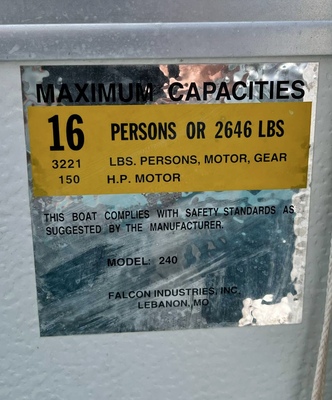 MAXIMUM CAPACITIES
16 PERSONS OR 2646 LBS
3221 LBS. PERSONS, MOTOR, GEAR
150 H.P. MOTOR
THIS BOAT COMPLIES WITH SAFETY STANDARDS AS
SUGGESTED BY THE MANUFACTURER.
MODEL: 240
FALCON INDUSTRIES, INC.
LEBANON, MO.